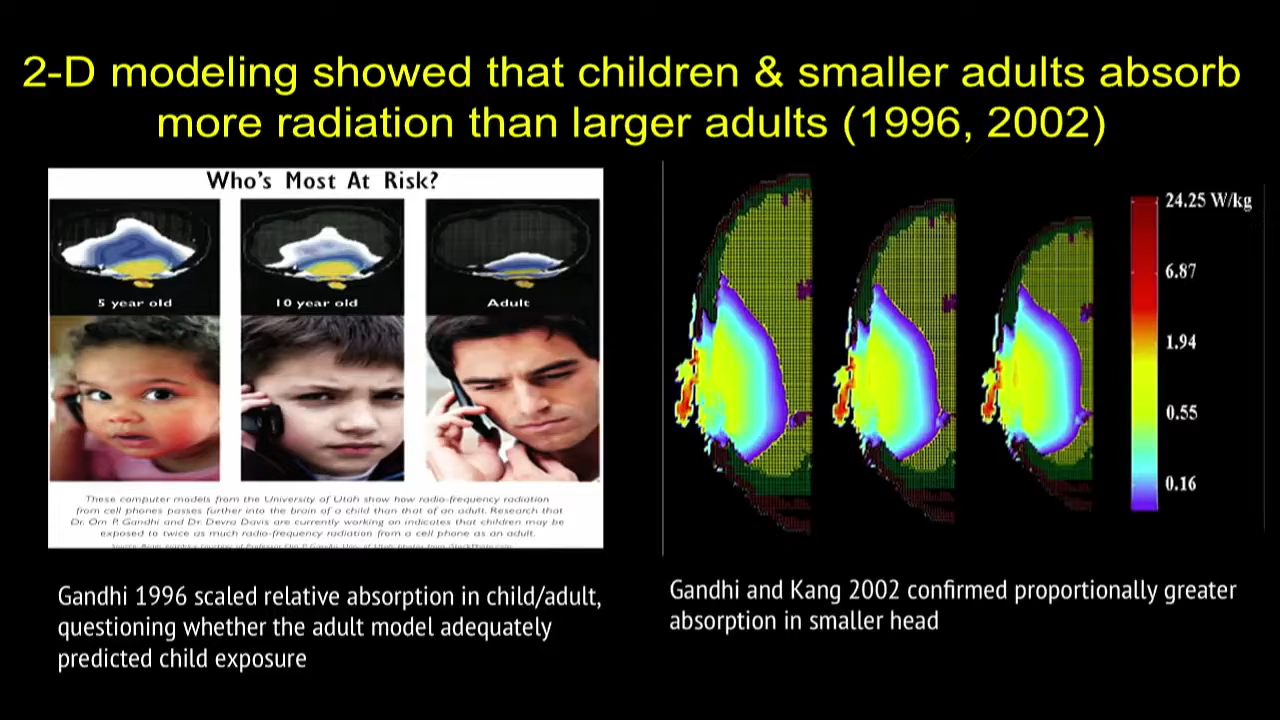 2-D modeling showed that children & smaller adults absorb
more radiation than larger adults (1996, 2002)
Who's Most At Risk?
5 year old
10 year old
Adult
These computer models from the University of Utah show how radio-frequency radiation
from cell phones passes further into the brain of a child than that of an adult. Research that
Dr. Om P. Gandhi and Dr. Devra Davis are currently working on indicates that children may be
exposed to twice as much radio-frequency radiation from a cell phone as an adult.
24.25 W/kg
6.87
1.94
0.55
0.16
Gandhi 1996 scaled relative absorption in child/adult,
questioning whether the adult model adequately
predicted child exposure
Gandhi and Kang 2002 confirmed proportionally greater
absorption in smaller head